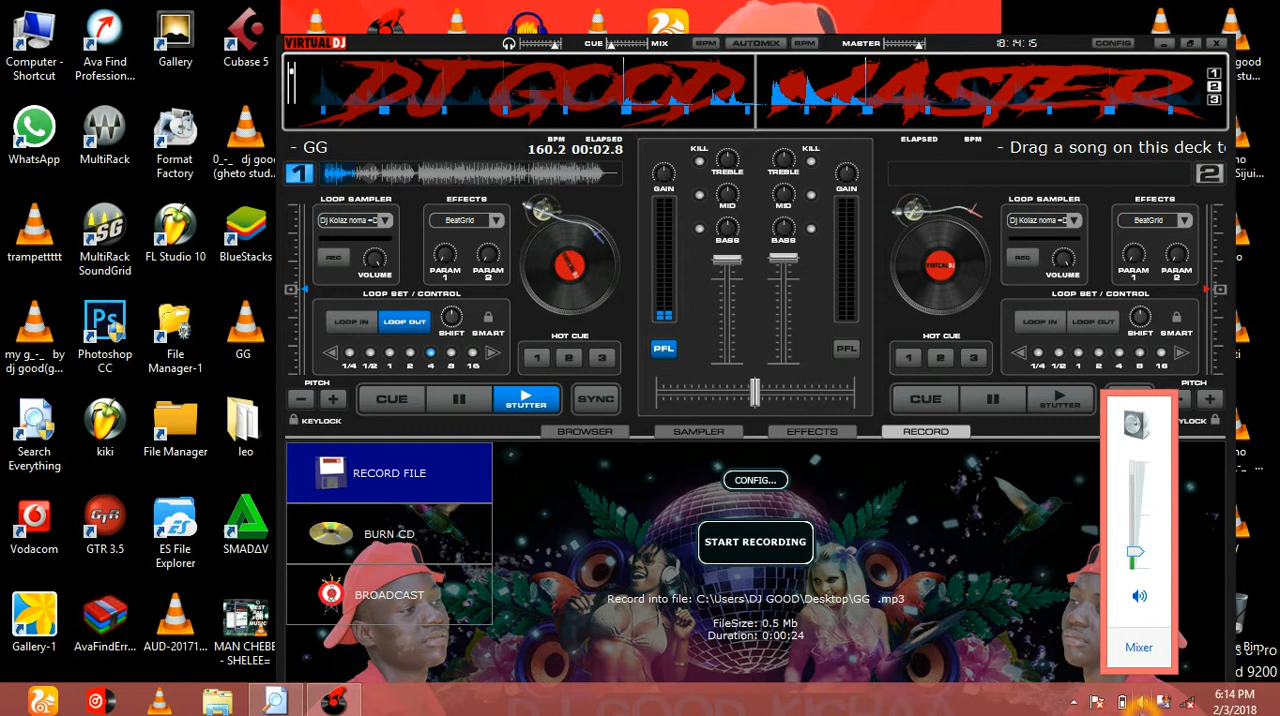 Computer -
Shortcut
Ava Find
Profession...
Gallery
Cubase 5
WhatsApp
MultiRack
Format
Factory
0_-_ dj good
(gheto stud...
trampettttt
MultiRack
SoundGrid
FL Studio 10
BlueStacks
my g_-_ by
dj good(g...
Photoshop
CC
File
Manager-1
GG
Search
Everything
kiki
File Manager
leo
Vodacom
GTR 3.5
ES File
Explorer
SMADAV
Gallery-1
AvaFindErr...
AUD-20171...
MAN CHEBE
- SHELEE=
VIRTUALDJ
CUE
MIX
BPM
AUTOMIX
BPM
MASTER
18:14:15
CONFIG
DJ GOOD MASTER
1
2
3
- GG
BPM
160.2
ELAPSED
00:02.8
ELAPSED
BPM
- Drag a song on this deck to
1
2
LOOP SAMPLER
EFFECTS
Dj Kolaz noma =D
BeatGrid
REC
VOLUME
PARAM
1
PARAM
2
LOOP SET / CONTROL
LOOP IN
LOOP OUT
SHIFT
SMART
1/4
1/2
1
2
4
8
16
HOT CUE
1
2
3
PITCH
KEYLOCK
CUE
STUTTER
SYNC
KILL
KILL
GAIN
TREBLE
TREBLE
GAIN
MID
MID
BASS
BASS
PFL
PFL
LOOP SAMPLER
EFFECTS
Dj Kolaz noma =D
BeatGrid
REC
VOLUME
PARAM
1
PARAM
2
VIRTUALDJ
LOOP SET / CONTROL
LOOP IN
LOOP OUT
SHIFT
SMART
1/4
1/2
1
2
4
8
16
HOT CUE
1
2
3
PITCH
CUE
STUTTER
YLOCK
BROWSER
SAMPLER
EFFECTS
RECORD
RECORD FILE
BURN CD
BROADCAST
CONFIG...
START RECORDING
Record into file: C:\Users\DJ GOOD\Desktop\GG .mp3
FileSize: 0.5 Mb
Duration: 0:00:24
Mixer
good
stu...
no
Sijui...
d 9200
6:14 PM
2/3/2018